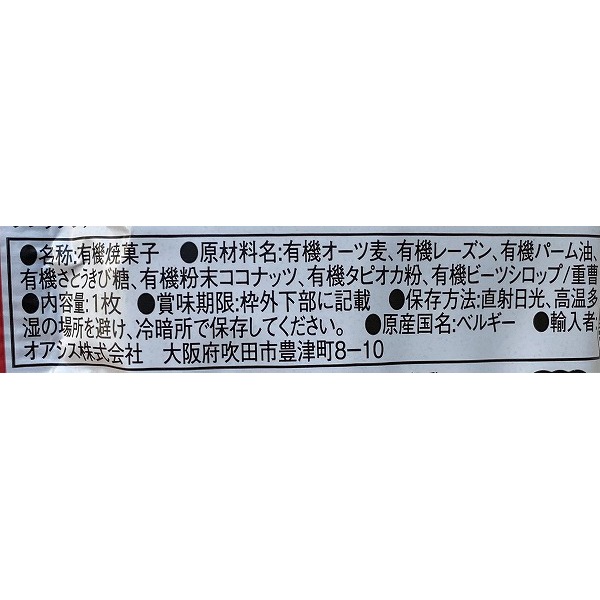 ●名称:有機焼菓子 ●原材料名:有機オーツ麦、有機レーズン、有機パーム油、
有機さとうきび糖、有機粉末ココナッツ、有機タピオカ粉、有機ビーツシロップ/重曹
●内容量:1枚 ●賞味期限:枠外下部に記載 ●保存方法:直射日光、高温多
湿の場所を避け、冷暗所で保存してください。 ●原産国名:ベルギー ●輸入者:
オアシス株式会社 大阪府吹田市豊津町8-10